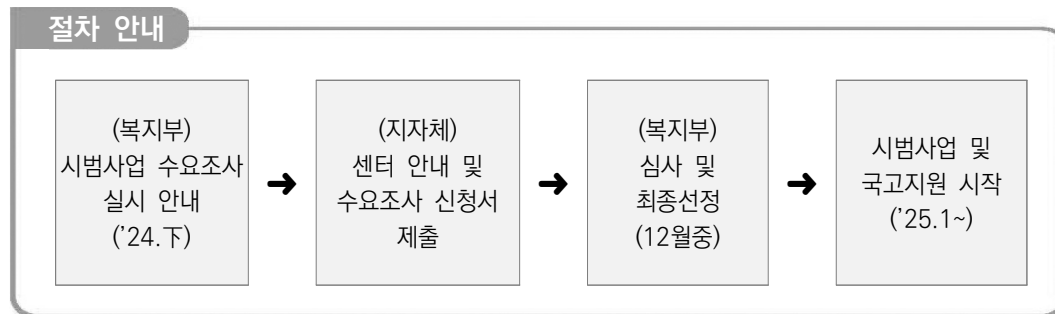 절차 안내
(복지부)
시범사업 수요조사
실시 안내
('24.下)
➜
(지자체)
센터 안내 및
수요조사 신청서
제출
➜
(복지부)
심사 및
최종선정
(12월중)
➜
시범사업 및
국고지원 시작
('25.1~)